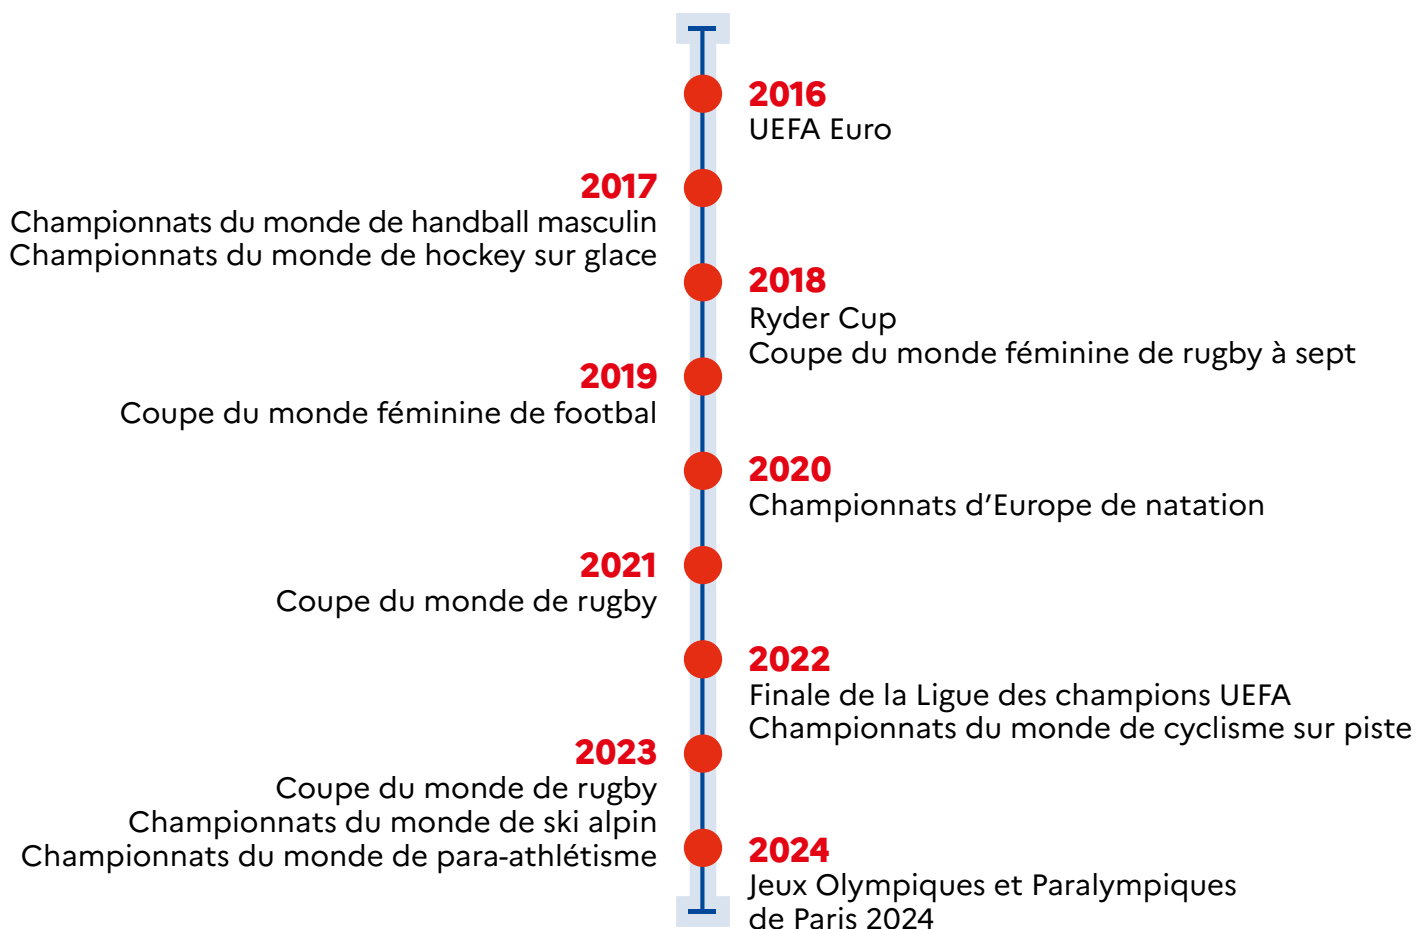 2016
UEFA Euro
2017
Championnats du monde de handball masculin
Championnats du monde de hockey sur glace
2018
Ryder Cup
Coupe du monde féminine de rugby à sept
2019
Coupe du monde féminine de footbal
2020
Championnats d’Europe de natation
2021
Coupe du monde de rugby
2022
Finale de la Ligue des champions UEFA
Championnats du monde de cyclisme sur piste
2023
Coupe du monde de rugby
Championnats du monde de ski alpin
Championnats du monde de para-athlétisme
2024
Jeux Olympiques et Paralympiques
de Paris 2024